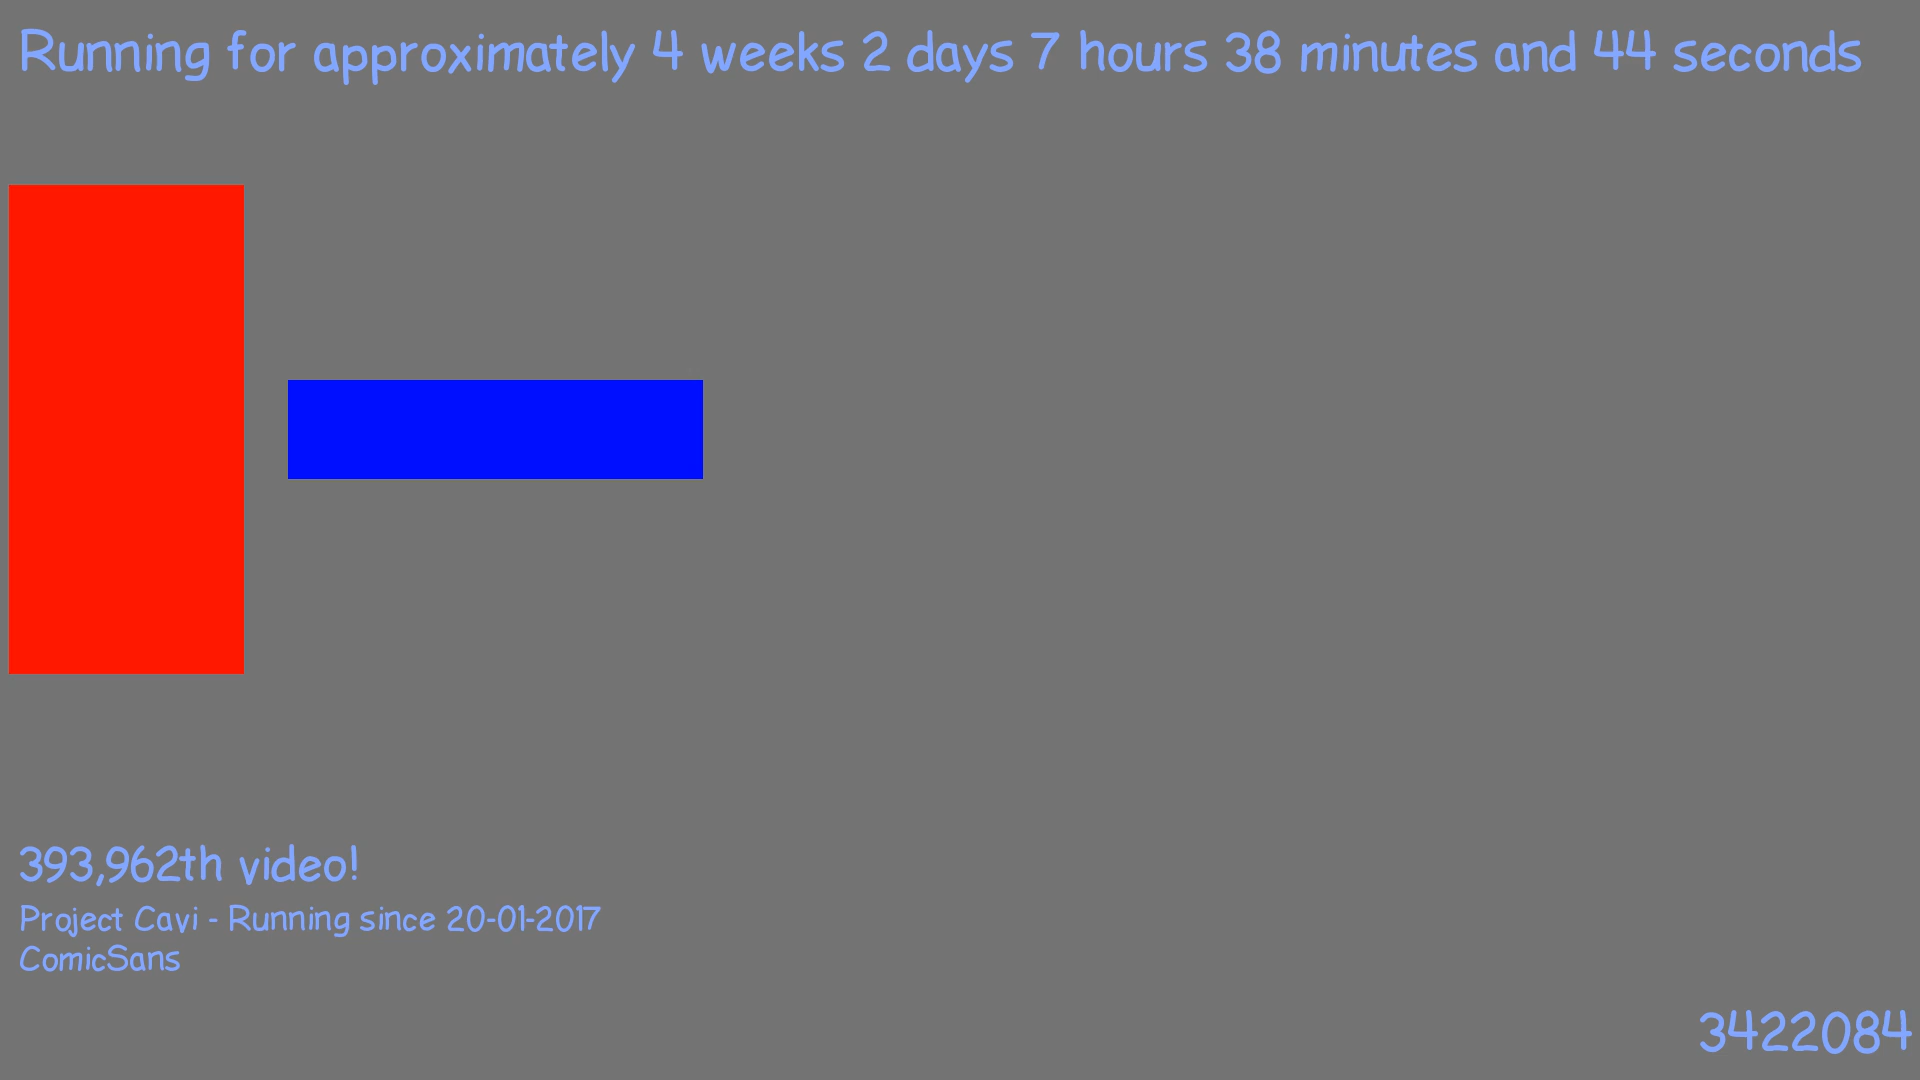 Running for approximately 4 weeks 2 days 7 hours 38 minutes and 44 seconds
393,962th video!
Project Cavi - Running since 20-01-2017
ComicSans
3422084